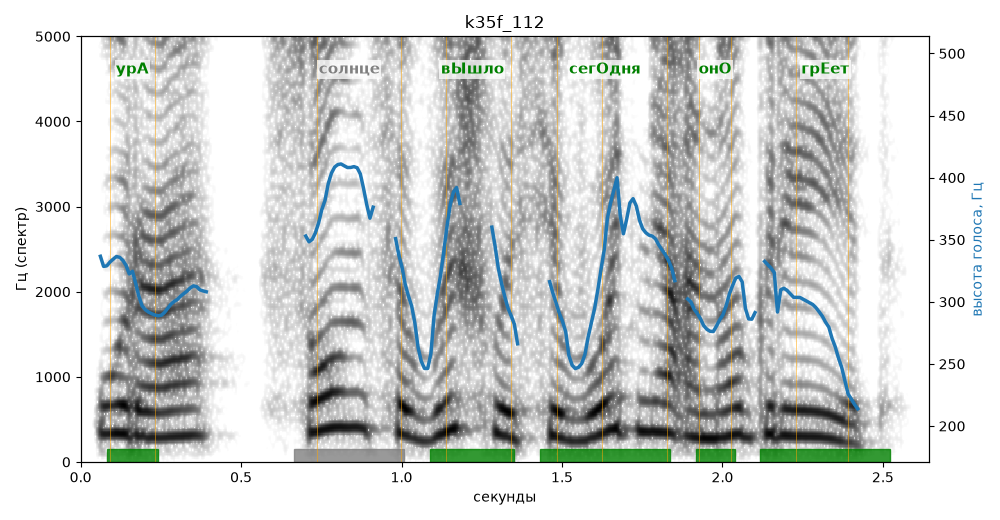 k35f_112
урА солнце вЫшло сегОдня онО грЕет
5000
4000
3000
2000
1000
0
Гц (спектр)
500
450
400
350
300
250
200
высота голоса, Гц
0.0 0.5 1.0 1.5 2.0 2.5
секунды